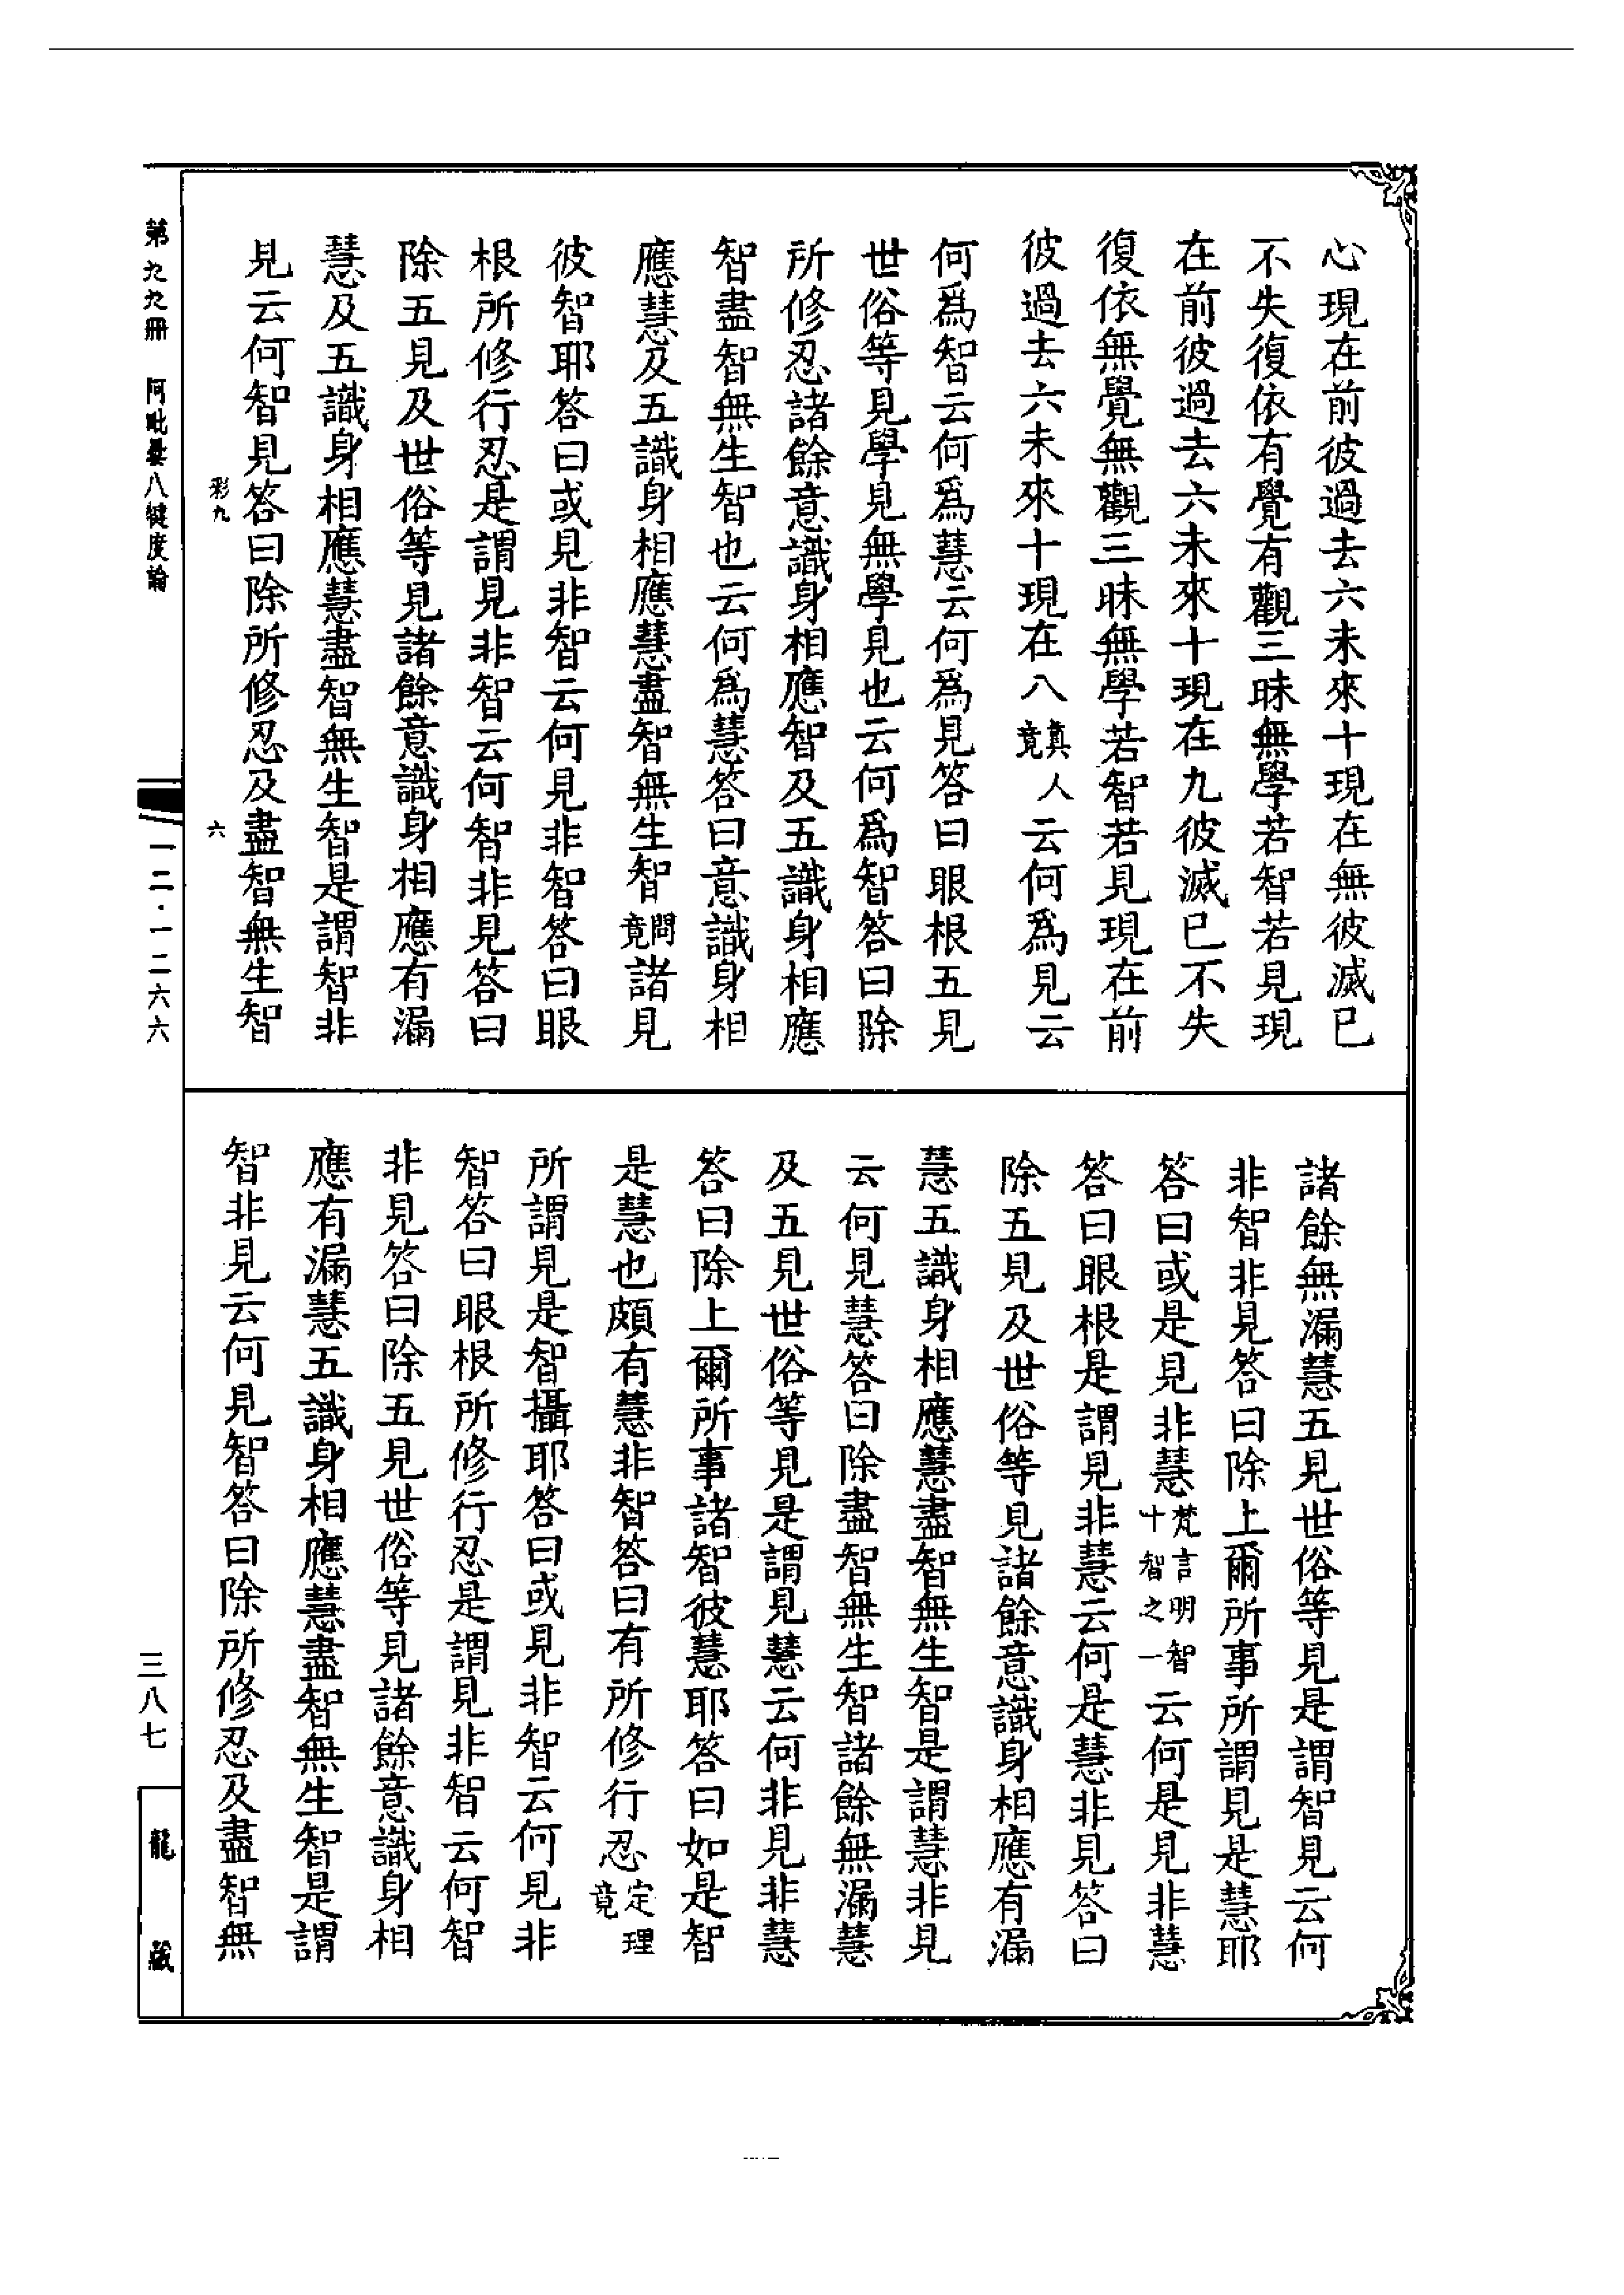 心現在前彼過去六未來十現在無彼滅已
不失復依有覺有觀三昧無學若智若見現
在前彼過去六未來十現在九彼滅已不失
復依無覺無觀三昧無學若智若見現在前
彼過去六未來十現在八真人竟云何為見云
何為智云何為慧云何為見答曰眼根五見
世俗等見學見無學見也云何為智答曰除
所修忍諸餘意識身相應智及五識身相應
智盡智無生智也云何為慧答曰意識身相
應慧及五識身相應慧盡智無生智問竟諸見
彼智耶答曰或見非智云何見非智答曰眼
根所修行忍是謂見非智云何智非見答曰
除五見及世俗等見諸餘意識身相應有漏
慧及五識身相應慧盡智無生智是謂智非
見云何智見答曰除所修忍及盡智無生智
諸餘無漏慧五見世俗等見是謂智見云何
非智非見答曰除上爾所事所謂見是慧耶
答曰或是見非慧梵言明智十智之一云何是見非慧
答曰眼根是謂見非慧云何是慧非見答曰
除五見及世俗等見諸餘意識身相應有漏
慧五識身相應慧盡智無生智是謂慧非見
云何見慧答曰除盡智無生智諸餘無漏慧
及五見世俗等見是謂見慧云何非見非慧
答曰除上爾所事諸智彼慧耶答曰如是智
是慧也頗有慧非智答曰有所修行忍定理竟
所謂見是智攝耶答曰或見非智云何見非
智答曰眼根所修行忍是謂見非智云何智
非見答曰除五見世俗等見諸餘意識身相
應有漏慧五識身相應慧盡智無生智是謂
智非見云何見智答曰除所修忍及盡智無
第九九冊 阿毗曇八犍度論
彩九
六
一二·一二六六
三八七
龍藏